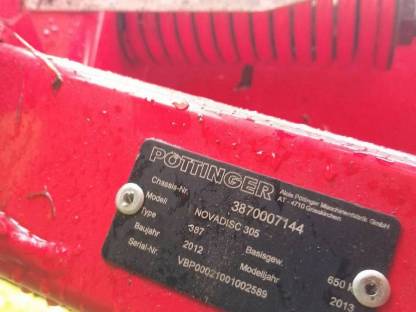 PÖTTINGER Alois Pöttinger Maschinenfabrik GmbH
AT - 4710 Grieskirchen
Chassis-Nr. 3870007144
Modell NOVADISC 305
Type 387 Basisgew. 650
Baujahr 2012 Modelljahr 2013
Serial-Nr. VBP00021001002589